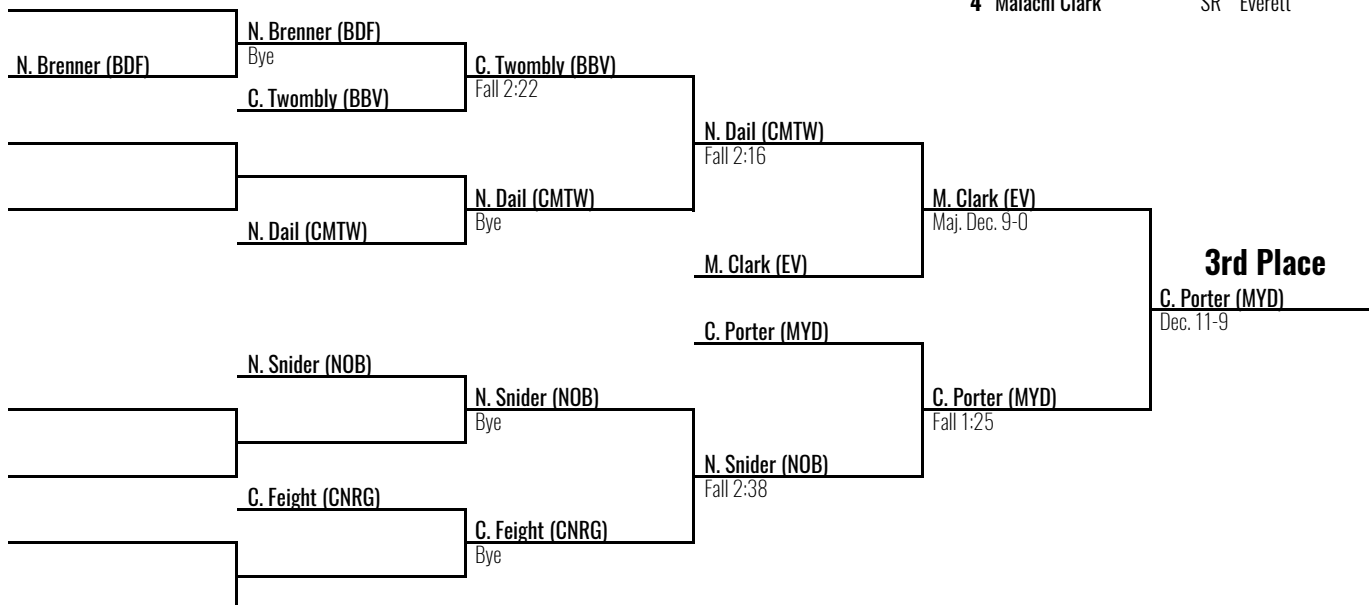 4 Malachi Clark SR Everett
N. Brenner (BDF)
N. Brenner (BDF)
Bye
C. Twombly (BBV)
C. Twombly (BBV)
Fall 2:22
N. Dail (CMTW)
Fall 2:16
N. Dail (CMTW)
Bye
N. Dail (CMTW)
M. Clark (EV)
Maj. Dec. 9-0
M. Clark (EV)
3rd Place
C. Porter (MYD)
Dec. 11-9
C. Porter (MYD)
N. Snider (NOB)
N. Snider (NOB)
Bye
C. Porter (MYD)
Fall 1:25
N. Snider (NOB)
Fall 2:38
C. Feight (CNRG)
C. Feight (CNRG)
Bye